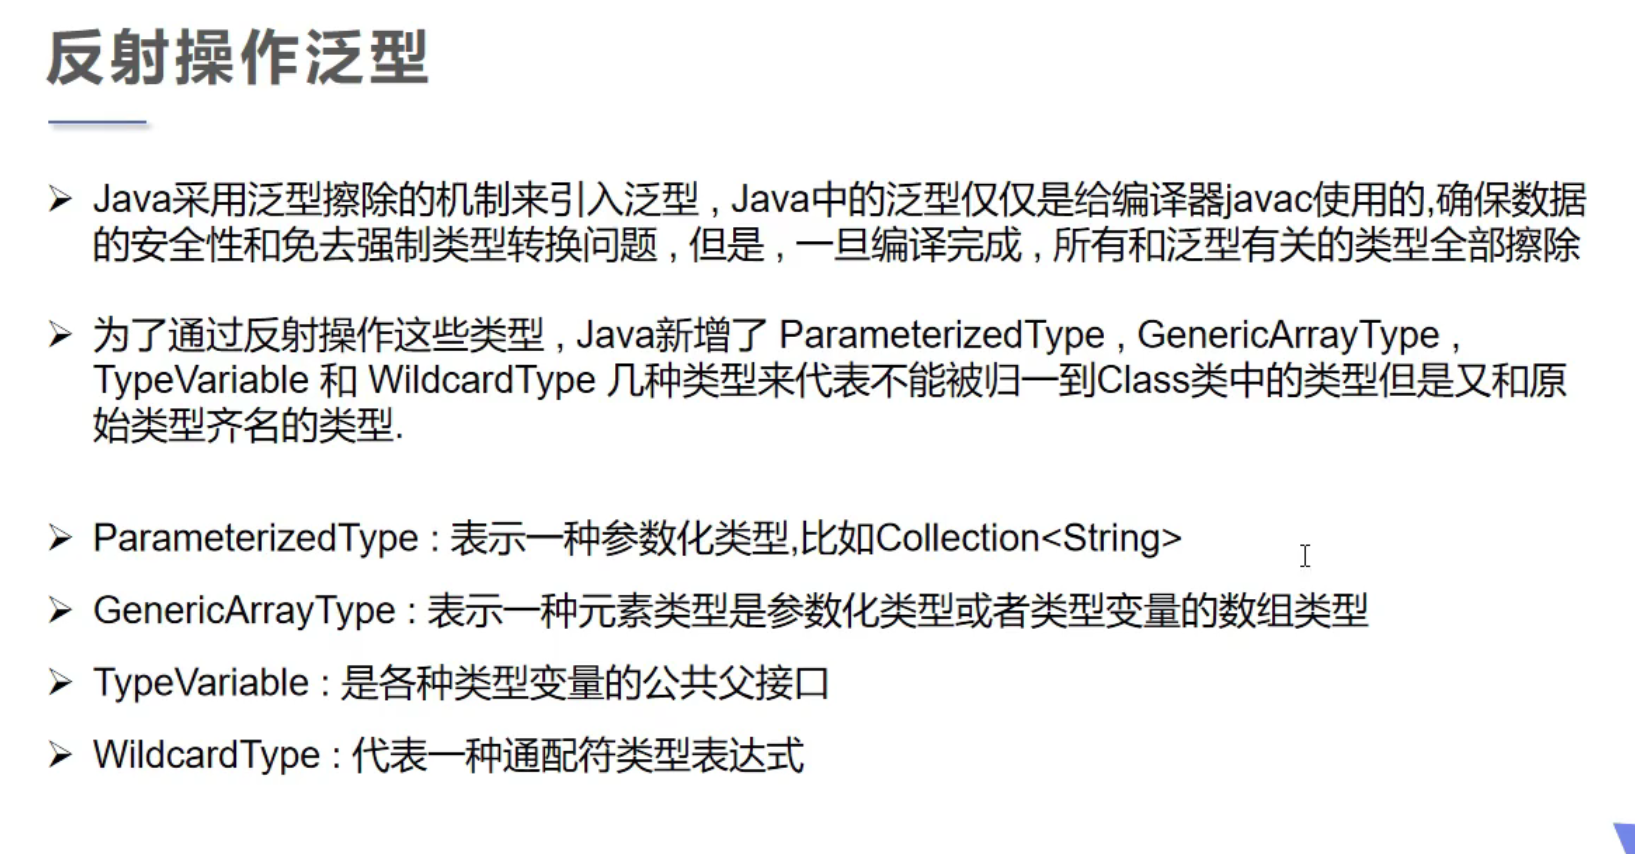 反射操作泛型
Java采用泛型擦除的机制来引入泛型 , Java中的泛型仅仅是给编译器javac使用的,确保数据
的安全性和免去强制类型转换问题 , 但是 , 一旦编译完成 , 所有和泛型有关的类型全部擦除
为了通过反射操作这些类型 , Java新增了 ParameterizedType , GenericArrayType ,
TypeVariable 和 WildcardType 几种类型来代表不能被归一到Class类中的类型但是又和原
始类型齐名的类型.
ParameterizedType : 表示一种参数化类型,比如Collection<String>
GenericArrayType : 表示一种元素类型是参数化类型或者类型变量的数组类型
TypeVariable : 是各种类型变量的公共父接口
WildcardType : 代表一种通配符类型表达式